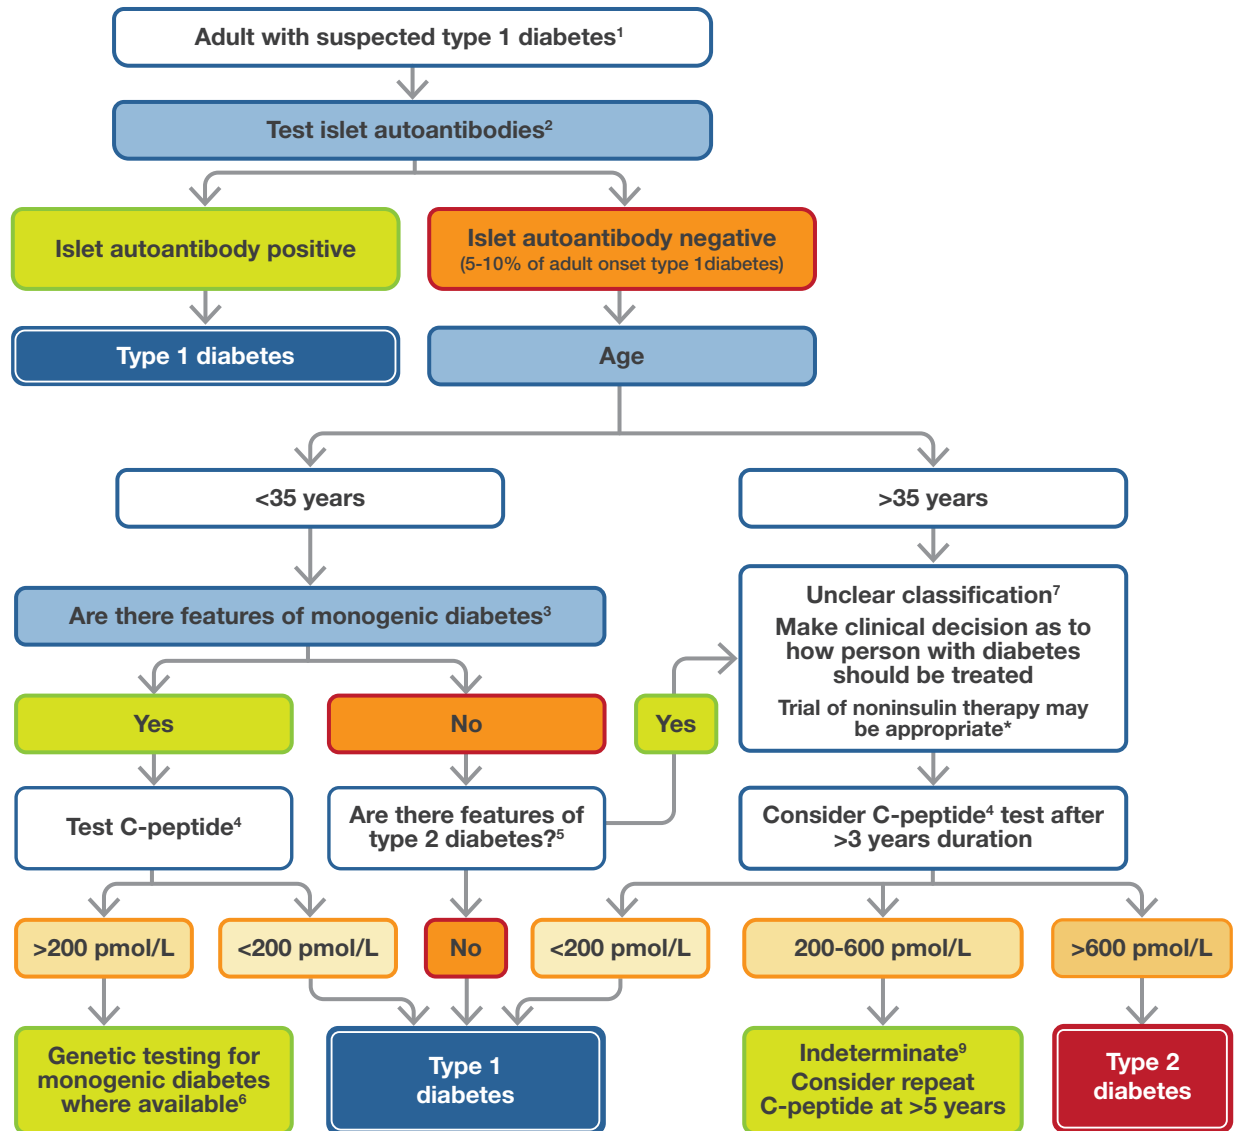 Adult with suspected type 1 diabetes¹
Test islet autoantibodies²
Islet autoantibody positive
Islet autoantibody negative
(5-10% of adult onset type 1diabetes)
Type 1 diabetes
Age
<35 years
>35 years
Are there features of monogenic diabetes³
Unclear classification⁷
Make clinical decision as to
how person with diabetes
should be treated
Trial of noninsulin therapy may
be appropriate*
Yes
No
Yes
Test C-peptide⁴
Are there features of
type 2 diabetes?⁵
Consider C-peptide⁴ test after
>3 years duration
>200 pmol/L
<200 pmol/L
No
<200 pmol/L
200-600 pmol/L
>600 pmol/L
Genetic testing for
monogenic diabetes
where available⁶
Type 1
diabetes
Indeterminate⁹
Consider repeat
C-peptide at >5 years
Type 2
diabetes